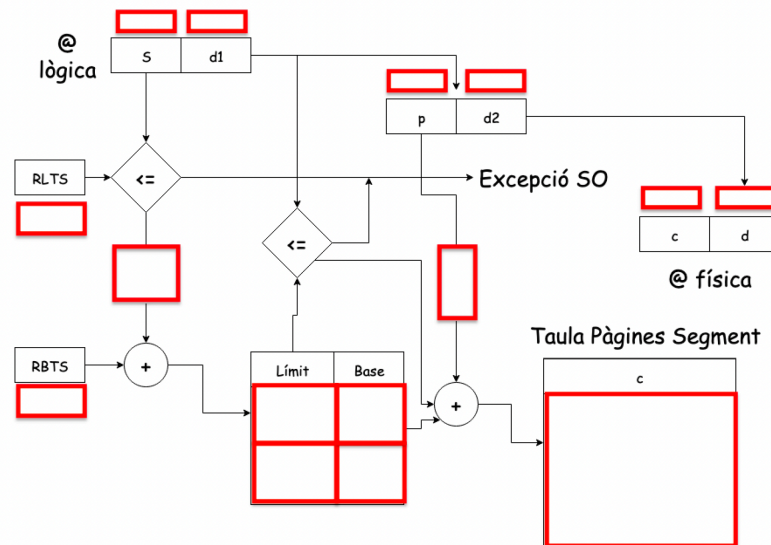 @
lògica
S d1
p d2
RLTS
<=
Excepció SO
<=
c d
@ física
Taula Pàgines Segment
RBTS
+
Límit Base
c
+